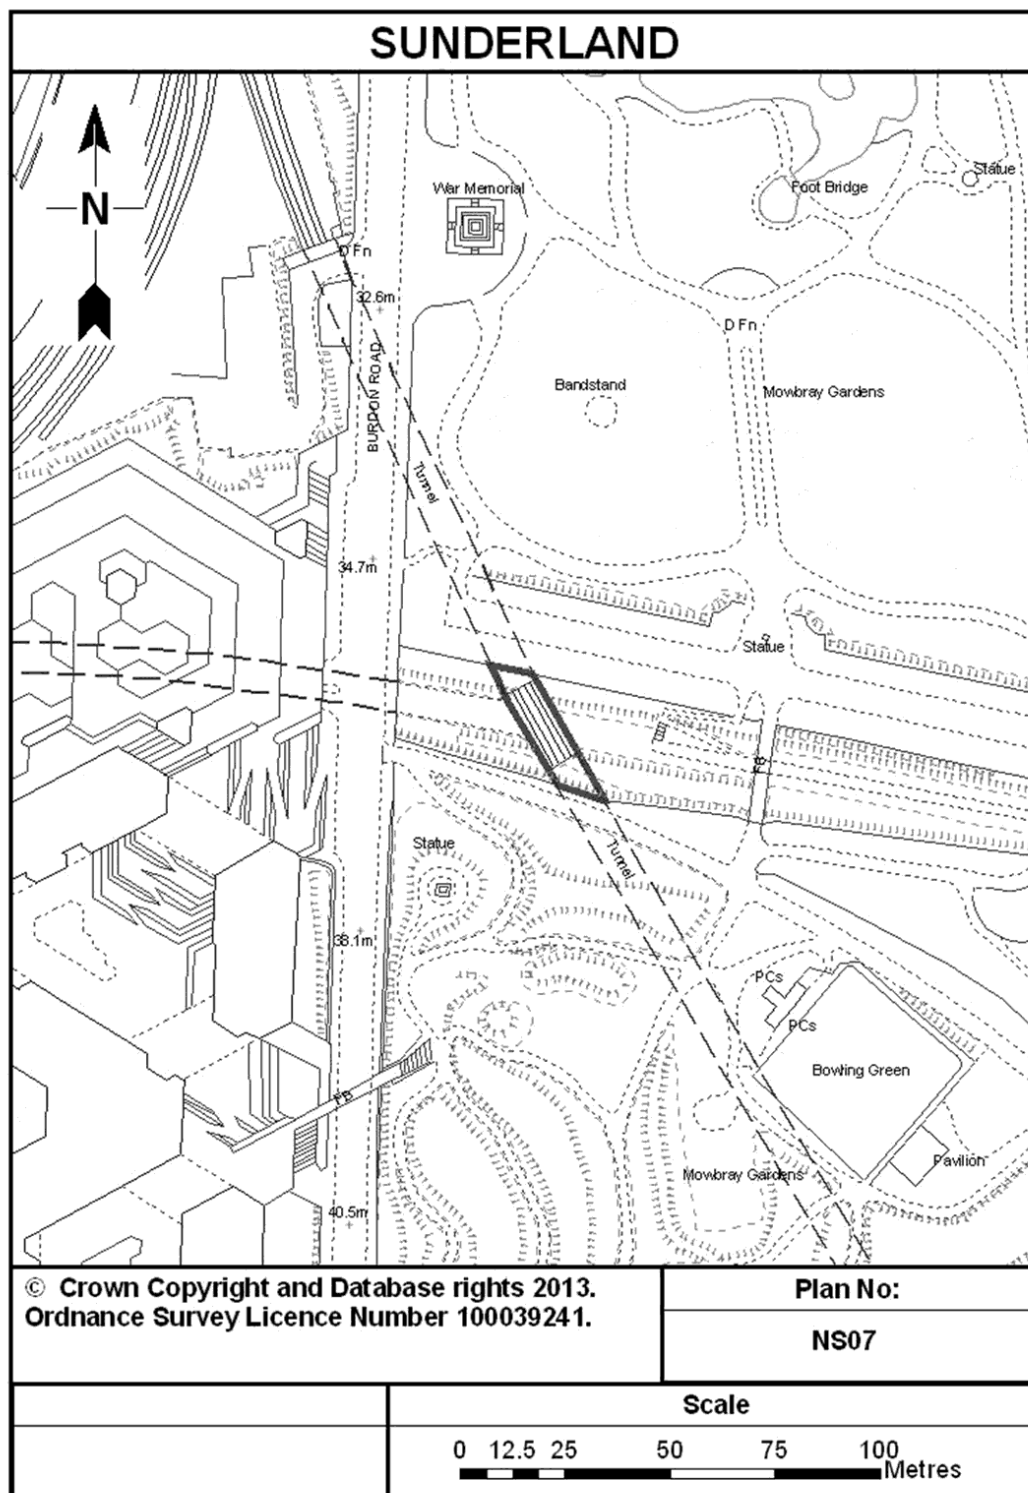 SUNDERLAND
War Memorial
Foot Bridge
Statue
N
D Fn
32.6m
D Fn
BURDON ROAD
Bandstand
Mowbray Gardens
Tunnel
34.7m
Statue
FB
Statue
Tunnel
38.1m
PCs
PCs
Bowling Green
FB
Pavilion
Mowbray Gardens
40.5m
© Crown Copyright and Database rights 2013.
Ordnance Survey Licence Number 100039241.
Plan No:
NS07
Scale
0 12.5 25 50 75 100
Metres